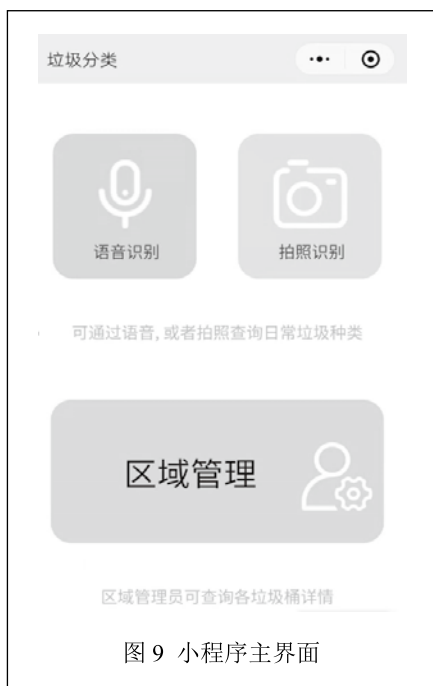 垃圾分类
语音识别
拍照识别
可通过语音, 或者拍照查询日常垃圾种类
区域管理
区域管理员可查询各垃圾桶详情
图 9 小程序主界面